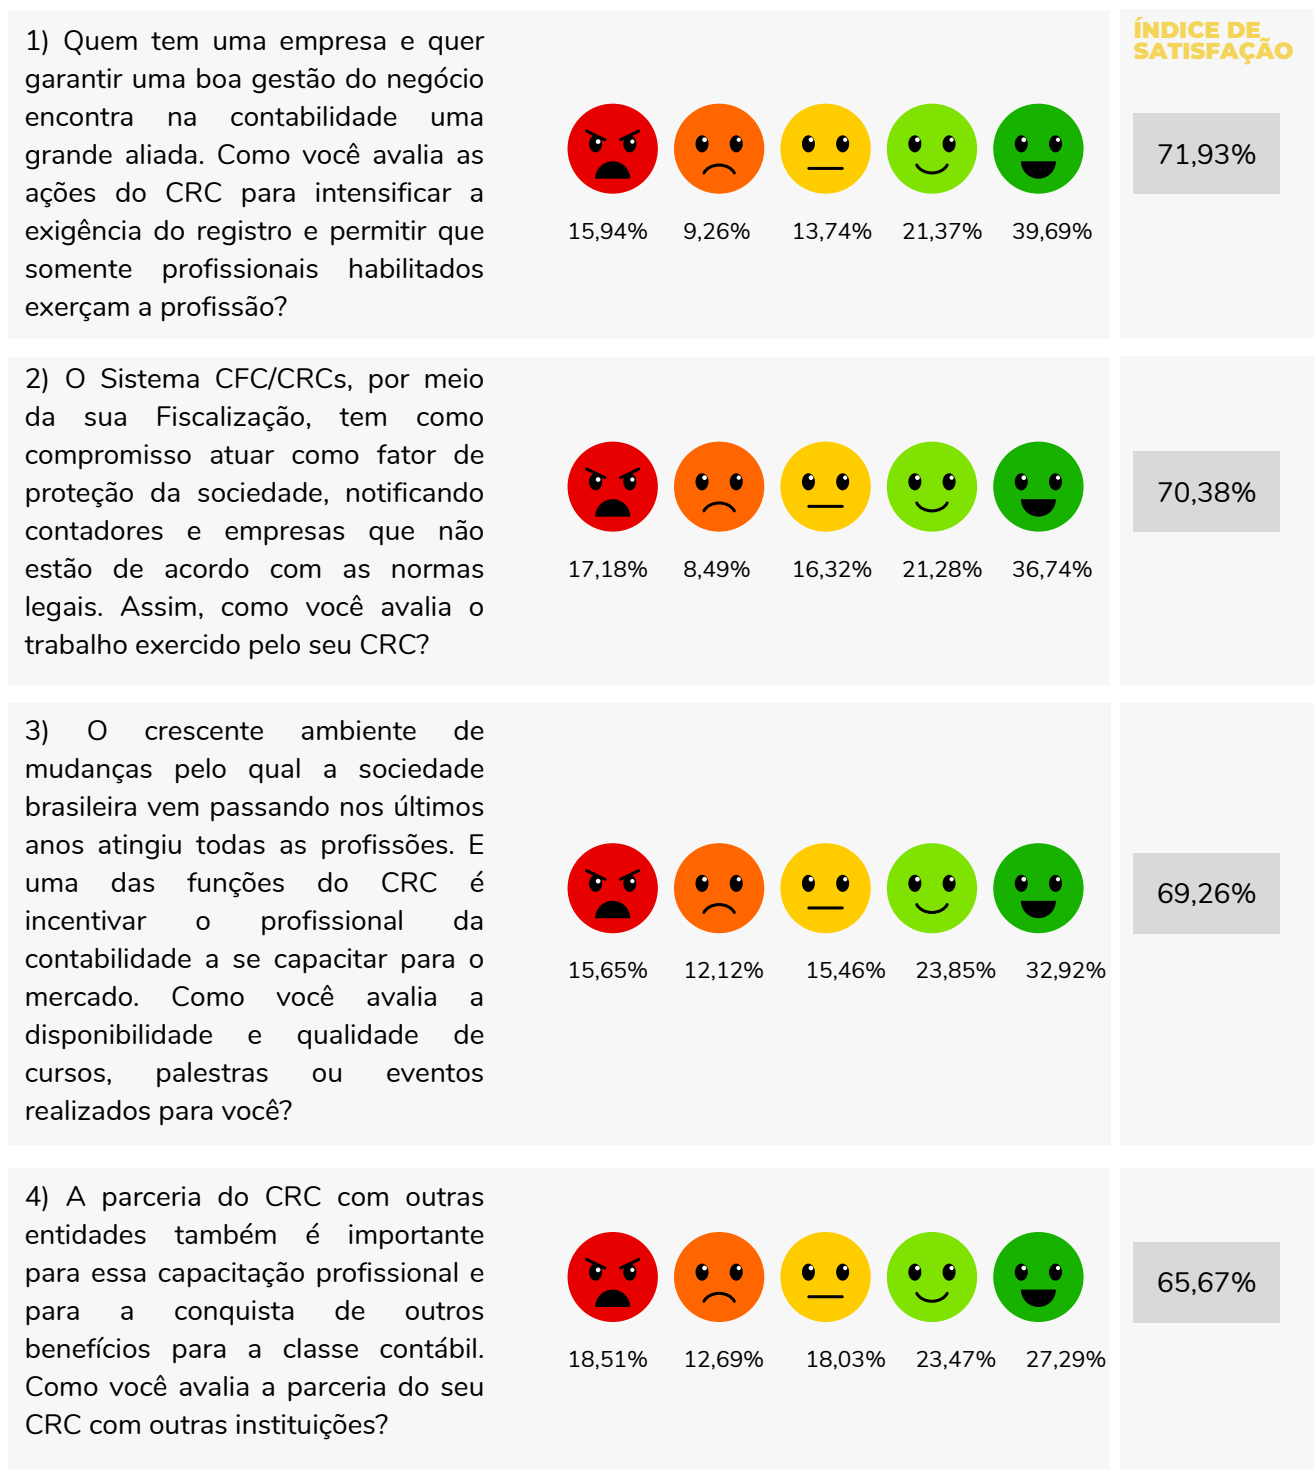 1) Quem tem uma empresa e quer
garantir uma boa gestão do negócio
encontra na contabilidade uma
grande aliada. Como você avalia as
ações do CRC para intensificar a
exigência do registro e permitir que
somente profissionais habilitados
exerçam a profissão?
15,94% 9,26% 13,74% 21,37% 39,69%
ÍNDICE DE
SATISFAÇÃO
71,93%
2) O Sistema CFC/CRCs, por meio
da sua Fiscalização, tem como
compromisso atuar como fator de
proteção da sociedade, notificando
contadores e empresas que não
estão de acordo com as normas
legais. Assim, como você avalia o
trabalho exercido pelo seu CRC?
17,18% 8,49% 16,32% 21,28% 36,74%
70,38%
3) O crescente ambiente de
mudanças pelo qual a sociedade
brasileira vem passando nos últimos
anos atingiu todas as profissões. E
uma das funções do CRC é
incentivar o profissional da
contabilidade a se capacitar para o
mercado. Como você avalia a
disponibilidade e qualidade de
cursos, palestras ou eventos
realizados para você?
15,65% 12,12% 15,46% 23,85% 32,92%
69,26%
4) A parceria do CRC com outras
entidades também é importante
para essa capacitação profissional e
para a conquista de outros
benefícios para a classe contábil.
Como você avalia a parceria do seu
CRC com outras instituições?
18,51% 12,69% 18,03% 23,47% 27,29%
65,67%